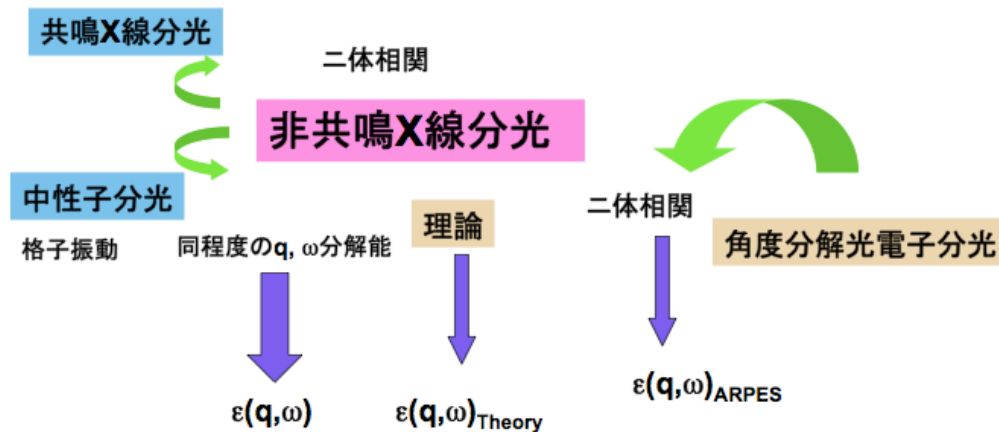 共鳴X線分光
二体相関
非共鳴X線分光
中性子分光
格子振動
同程度のq, ω分解能
理論
二体相関
角度分解光電子分光
ε(q,ω)
ε(q,ω)Theory
ε(q,ω)ARPES